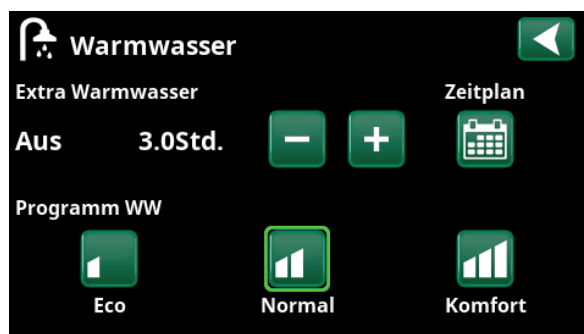 Warmwasser
Extra Warmwasser Zeitplan
Aus 3.0Std. − +
Programm WW
Eco Normal Komfort